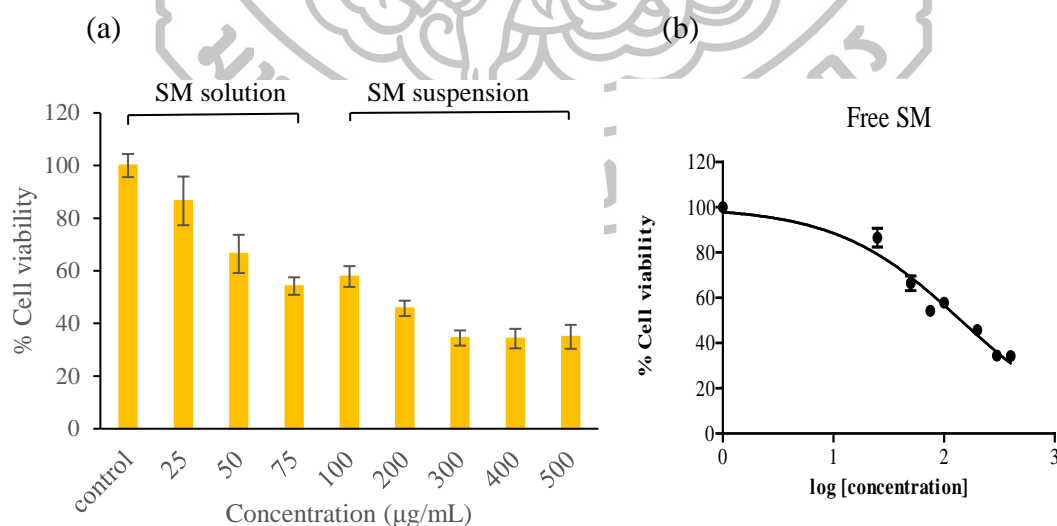 (a)
(b)
SM solution
SM suspension
120
100
80
60
40
20
0
% Cell viability
control
25
50
75
100
200
300
400
500
Concentration (μg/mL)
Free SM
120
100
80
60
40
20
0
% Cell viability
0
1
2
3
log [concentration]